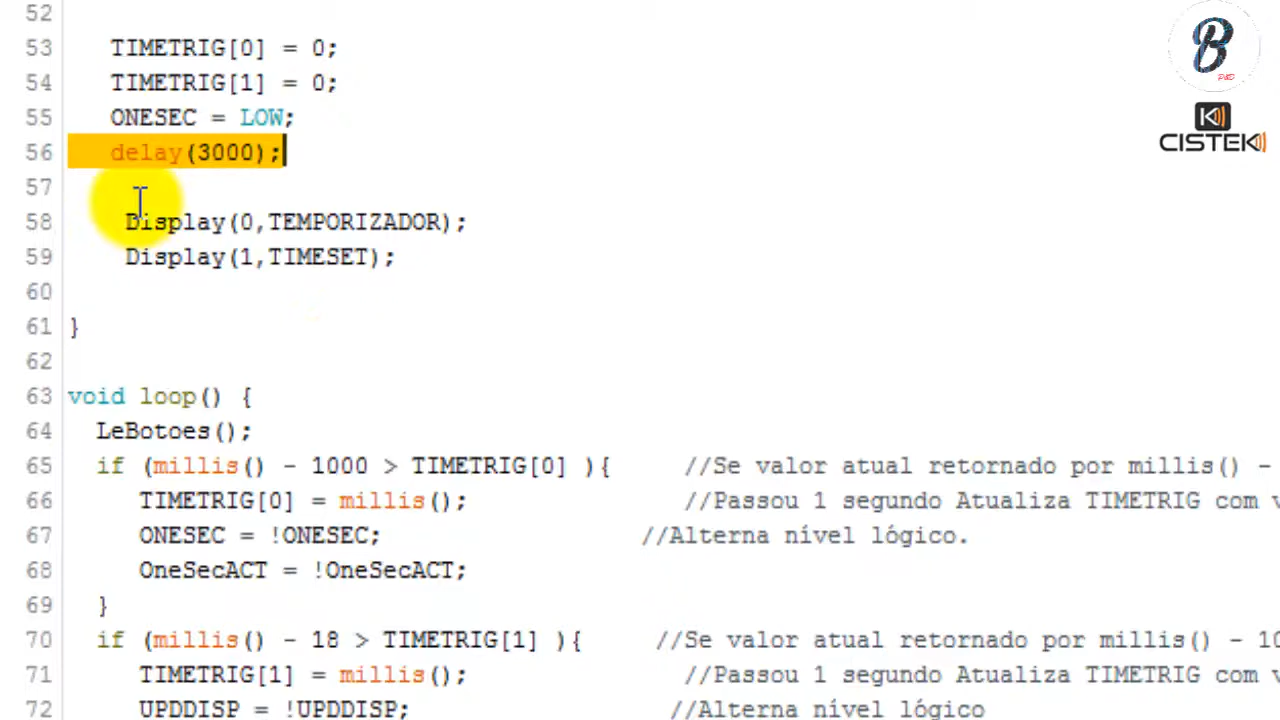 52
53 TIMETRIG[0] = 0;
54 TIMETRIG[1] = 0;
55 ONESEC = LOW;
56 delay(3000);
57
58 Display(0,TEMPORIZADOR);
59 Display(1,TIMESET);
60
61 }
62
63 void loop() {
64 LeBotoes();
65 if (millis() - 1000 > TIMETRIG[0] ){ //Se valor atual retornado por millis() -
66 TIMETRIG[0] = millis(); //Passou 1 segundo Atualiza TIMETRIG com v
67 ONESEC = !ONESEC; //Alterna nível lógico.
68 OneSecACT = !OneSecACT;
69 }
70 if (millis() - 18 > TIMETRIG[1] ){ //Se valor atual retornado por millis() - 10
71 TIMETRIG[1] = millis(); //Passou 1 segundo Atualiza TIMETRIG com v
72 UPDDISP = !UPDDISP; //Alterna nível lógico
B
CISTEK